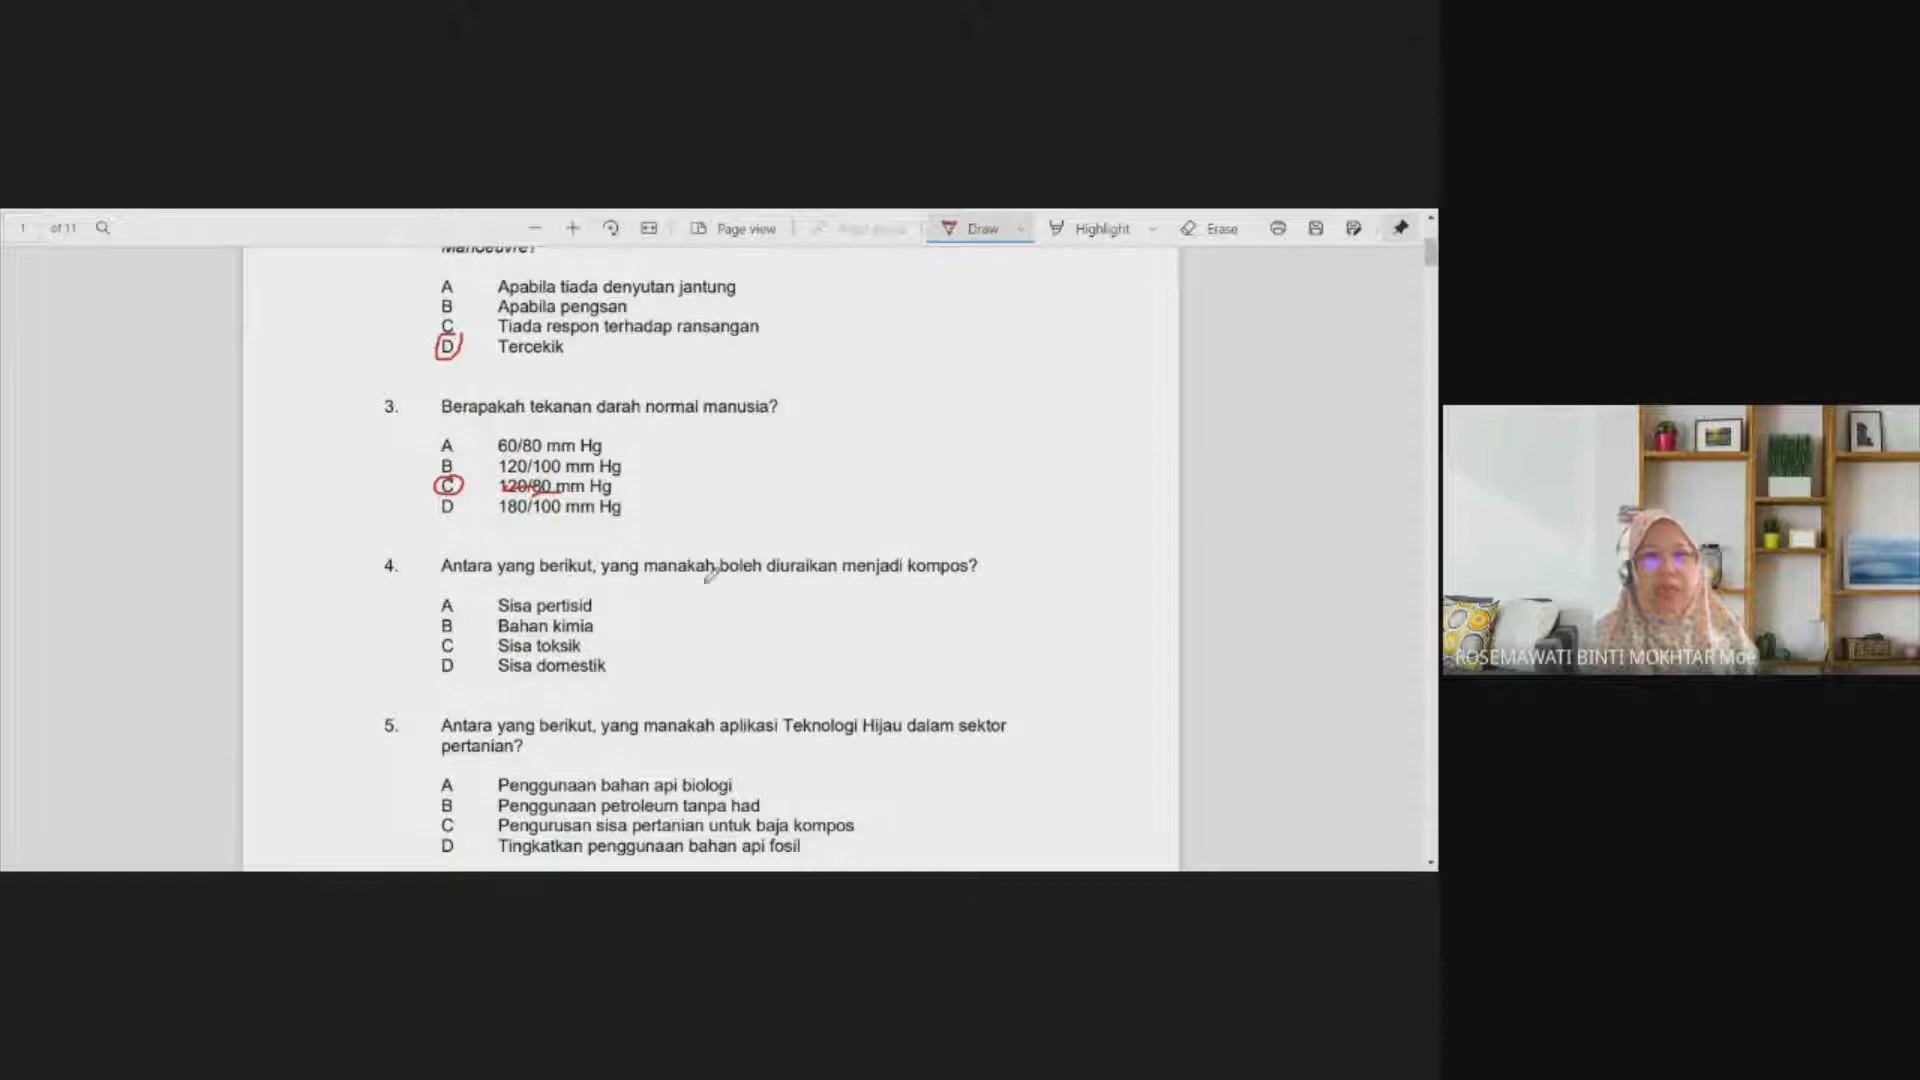 1 of 11 Page view Draw Highlight Erase
Manoeuvre?
A Apabila tiada denyutan jantung
B Apabila pengsan
C Tiada respon terhadap ransangan
D Tercekik
3. Berapakah tekanan darah normal manusia?
A 60/80 mm Hg
B 120/100 mm Hg
C 120/80 mm Hg
D 180/100 mm Hg
4. Antara yang berikut, yang manakah boleh diuraikan menjadi kompos?
A Sisa pertisid
B Bahan kimia
C Sisa toksik
D Sisa domestik
5. Antara yang berikut, yang manakah aplikasi Teknologi Hijau dalam sektor
pertanian?
A Penggunaan bahan api biologi
B Penggunaan petroleum tanpa had
C Pengurusan sisa pertanian untuk baja kompos
D Tingkatkan penggunaan bahan api fosil
ROSEMAWATI BINTI MOKHTAR Moe